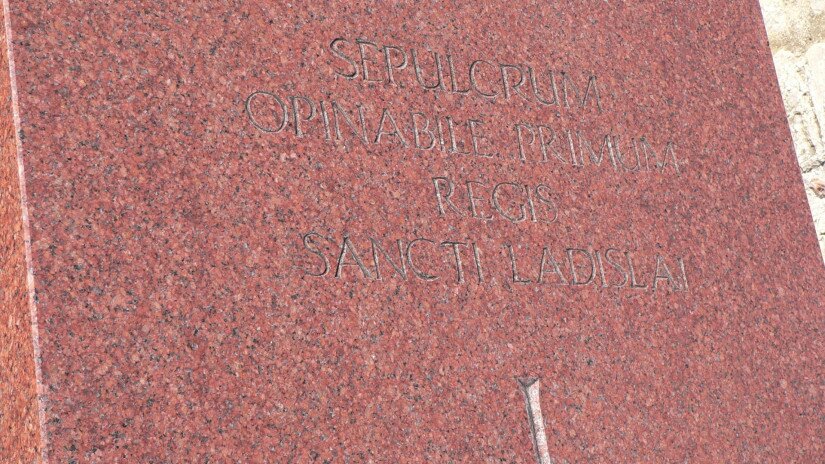 SEPULCRUM
OPINABILE PRIMUM
REGIS
SANCTI LADISLAI